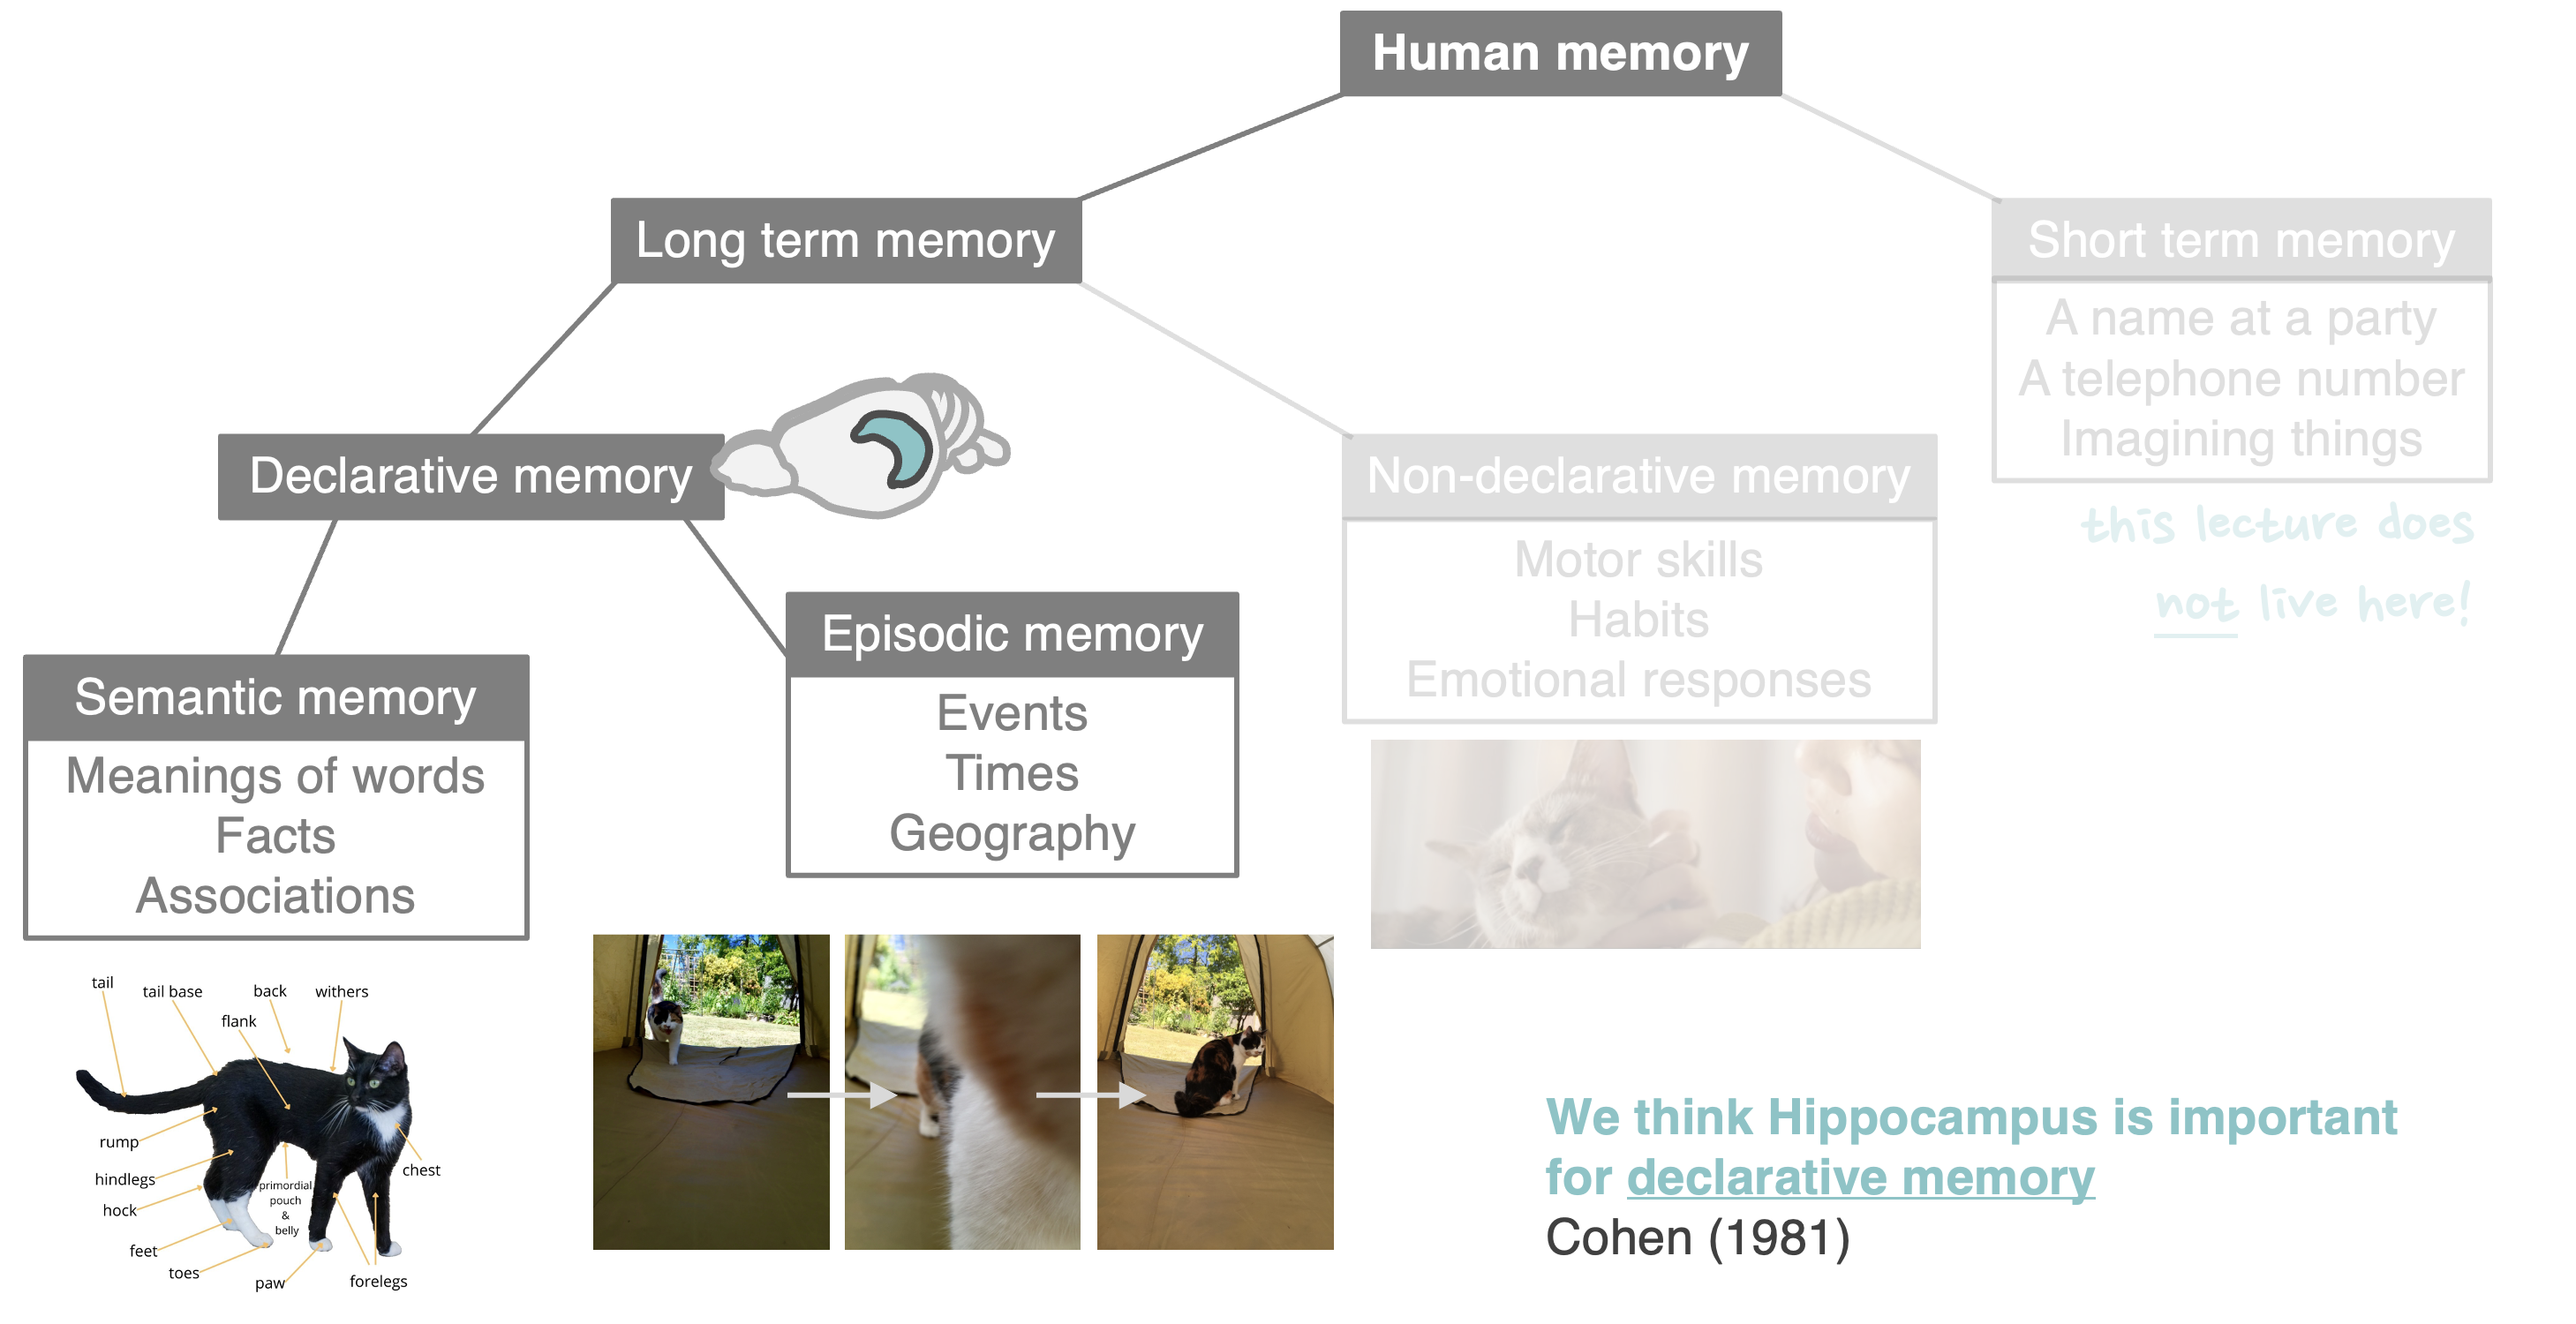 Human memory
Long term memory
Short term memory
A name at a party
A telephone number
Imagining things
this lecture does
not live here!
Declarative memory
Non-declarative memory
Motor skills
Habits
Emotional responses
Episodic memory
Events
Times
Geography
Semantic memory
Meanings of words
Facts
Associations
tail
tail base
back
withers
flank
rump
hindlegs
hock
feet
toes
primordial
pouch
&
belly
paw
forelegs
chest
We think Hippocampus is important
for declarative memory
Cohen (1981)